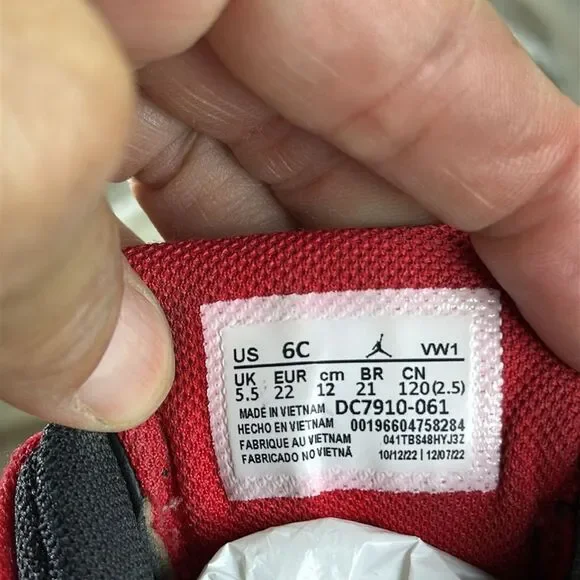 US 6C VW1
UK EUR cm BR CN
5.5 22 12 21 120(2.5)
MADE IN VIETNAM DC7910-061
HECHO EN VIETNAM 00196604758284
FABRIQUE AU VIETNAM 041TBS48HYJ3Z
FABRICADO NO VIETNÃ 10/12/22 | 12/07/22